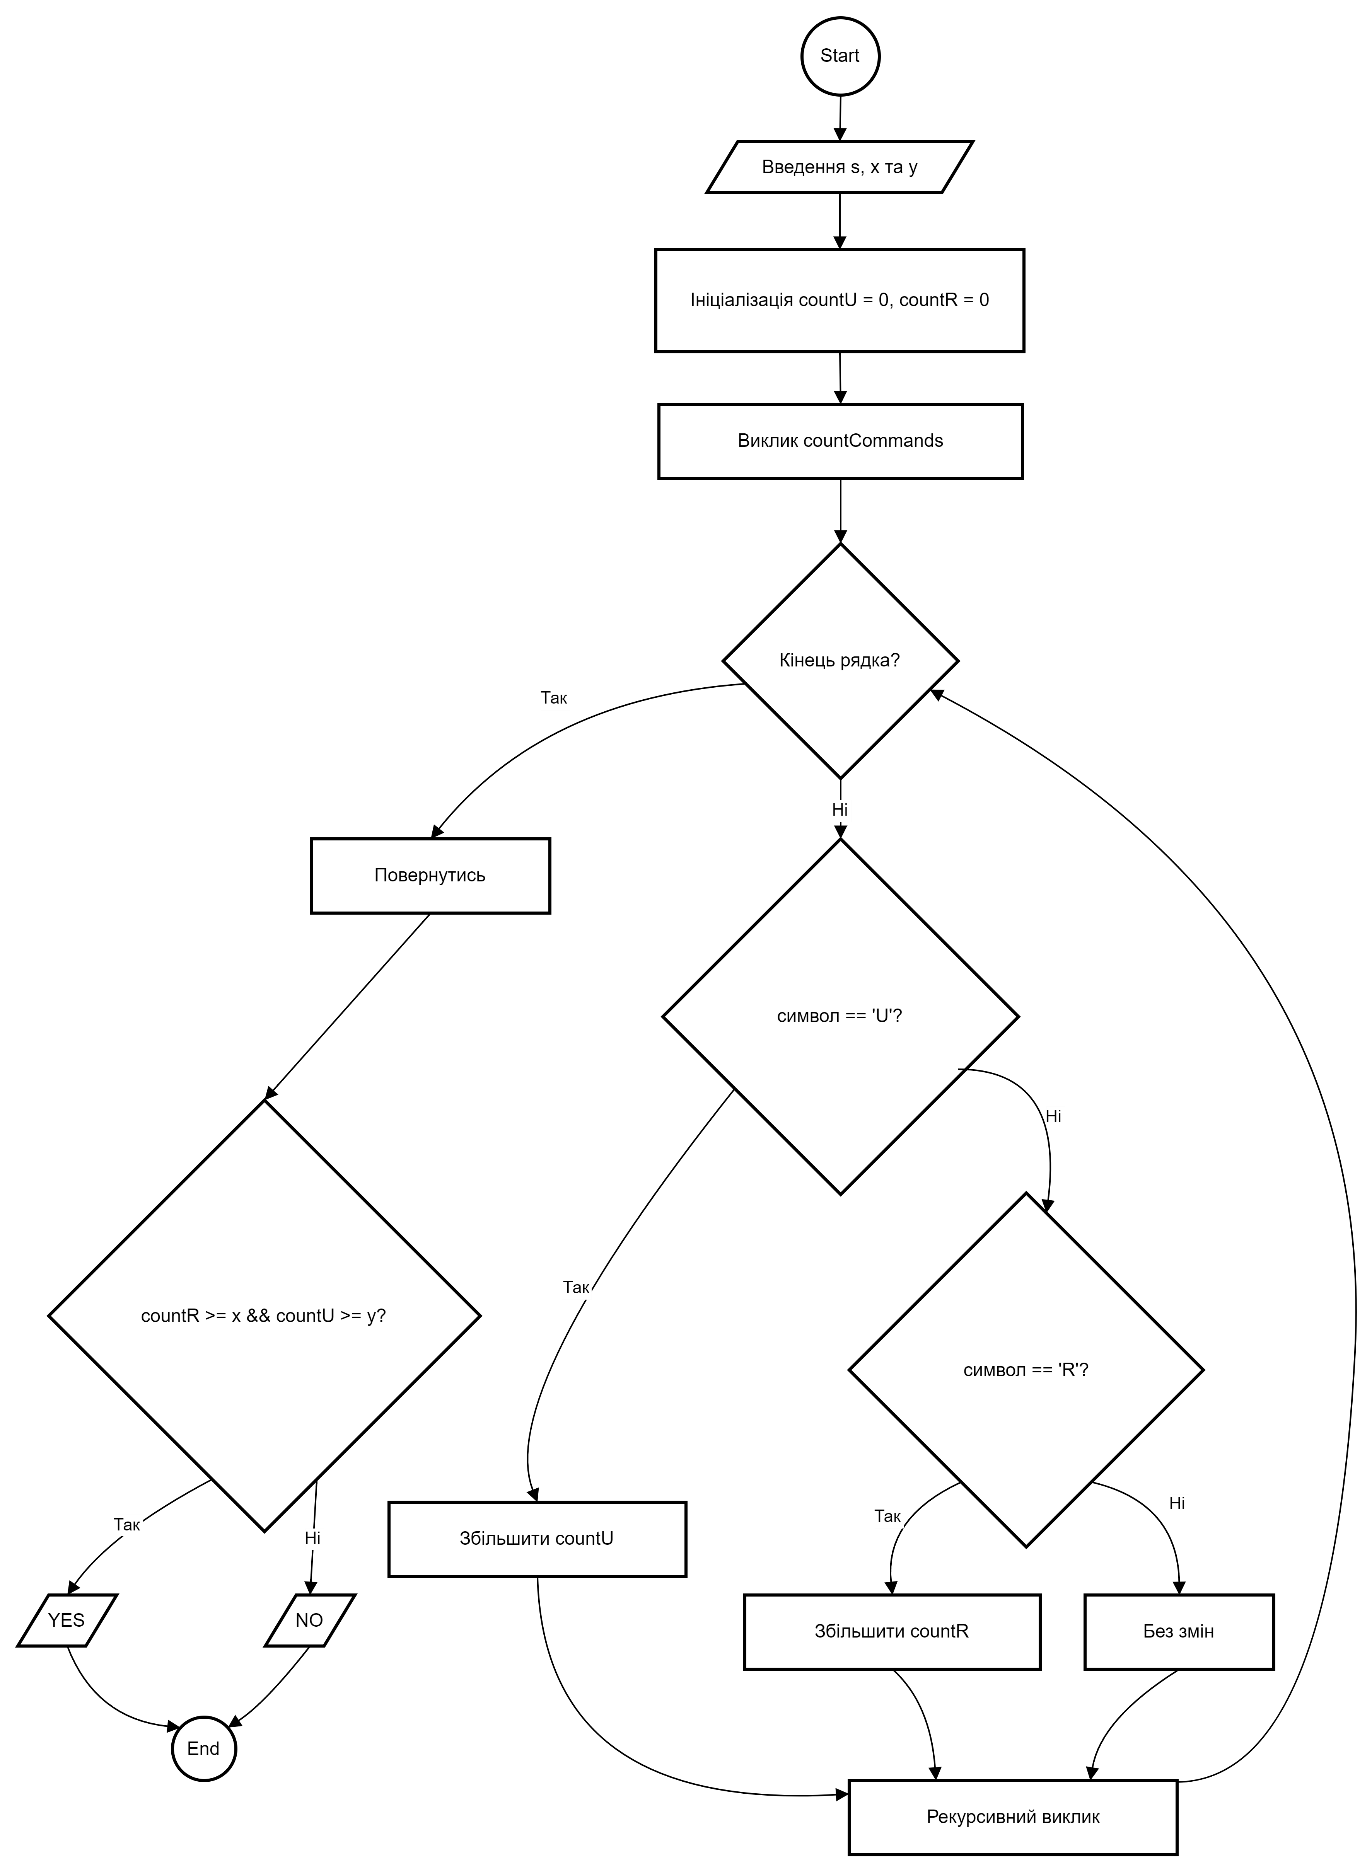 Start
Введення s, x та y
Ініціалізація countU = 0, countR = 0
Виклик countCommands
Кінець рядка?
Так
Ні
Повернутись
символ == 'U'?
Ні
Так
countR >= x && countU >= y?
символ == 'R'?
Так
Ні
Так
Ні
Збільшити countU
YES
NO
Збільшити countR
Без змін
End
Рекурсивний виклик